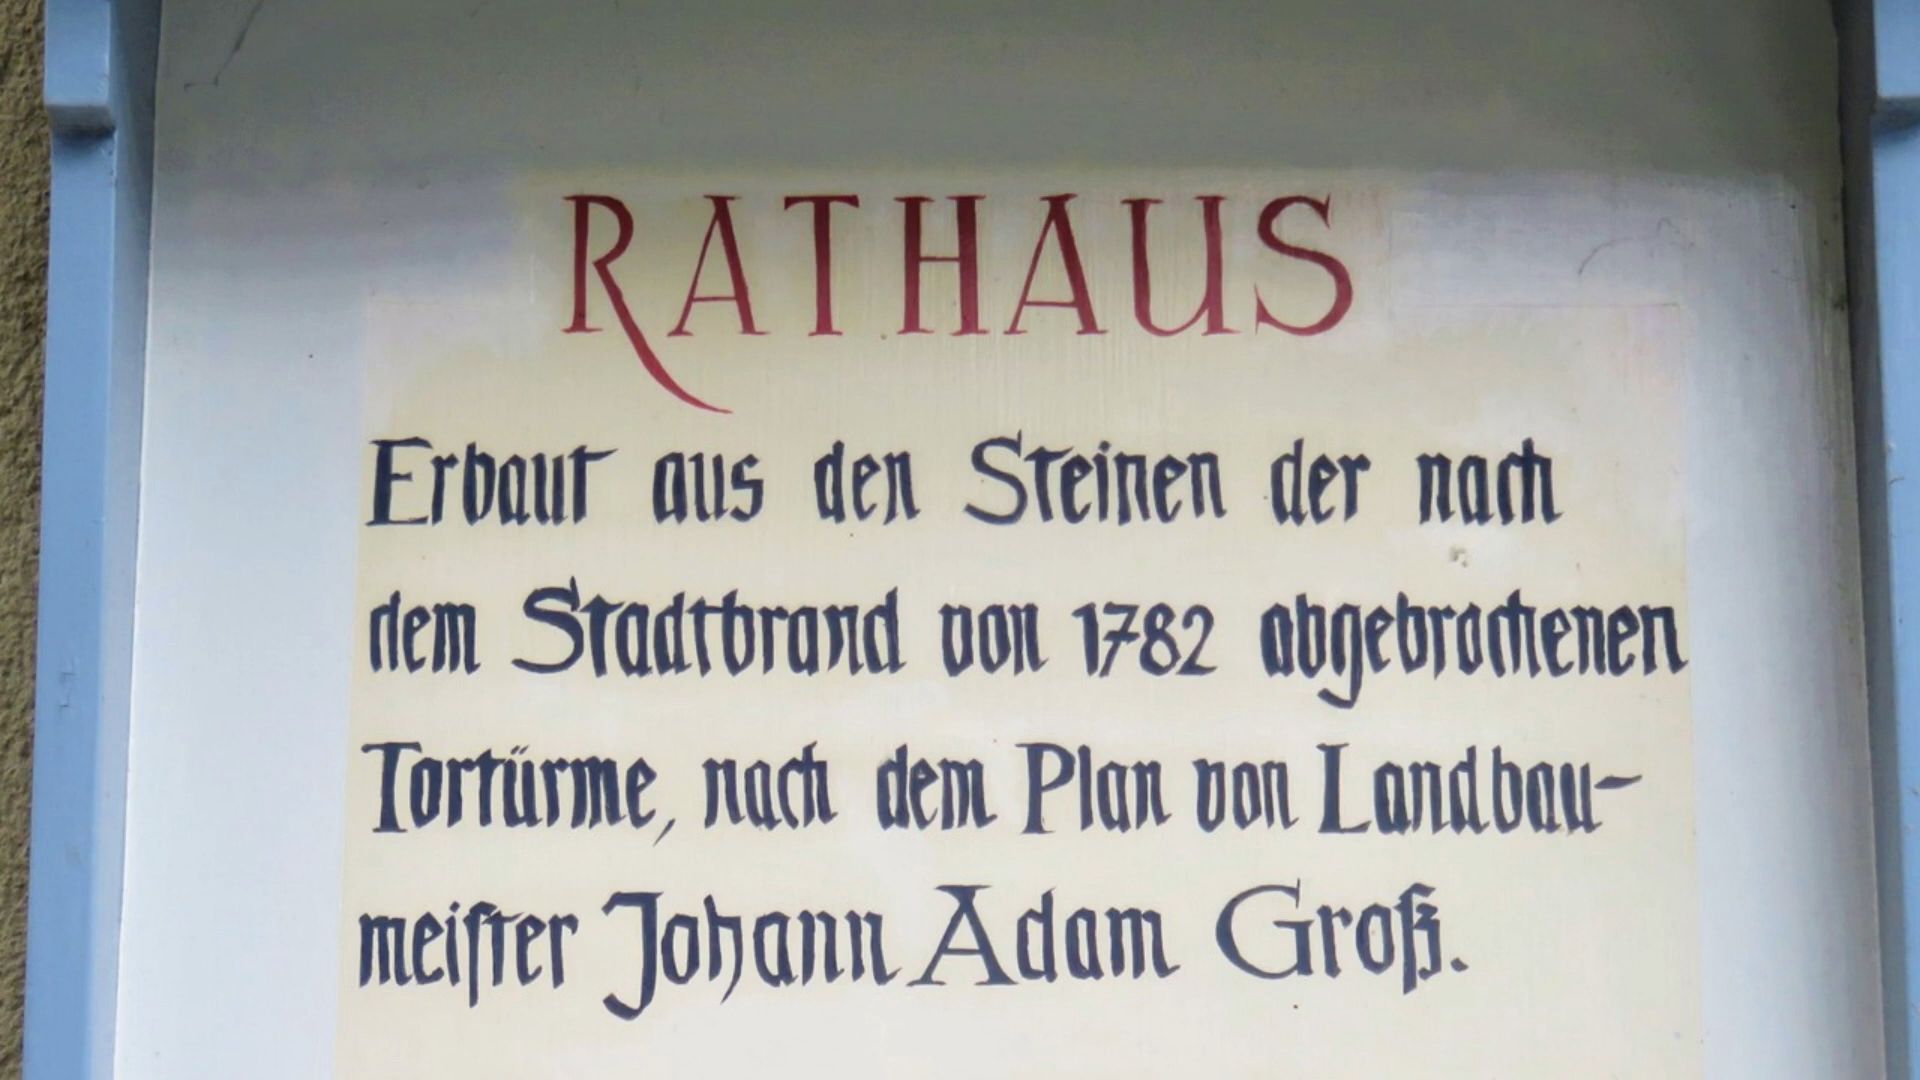 RATHAUS
Erbaut aus den Steinen der nach
dem Stadtbrand von 1782 abgebrochenen
Tortürme, nach dem Plan von Landbau-
meiſter Johann Adam Groß.